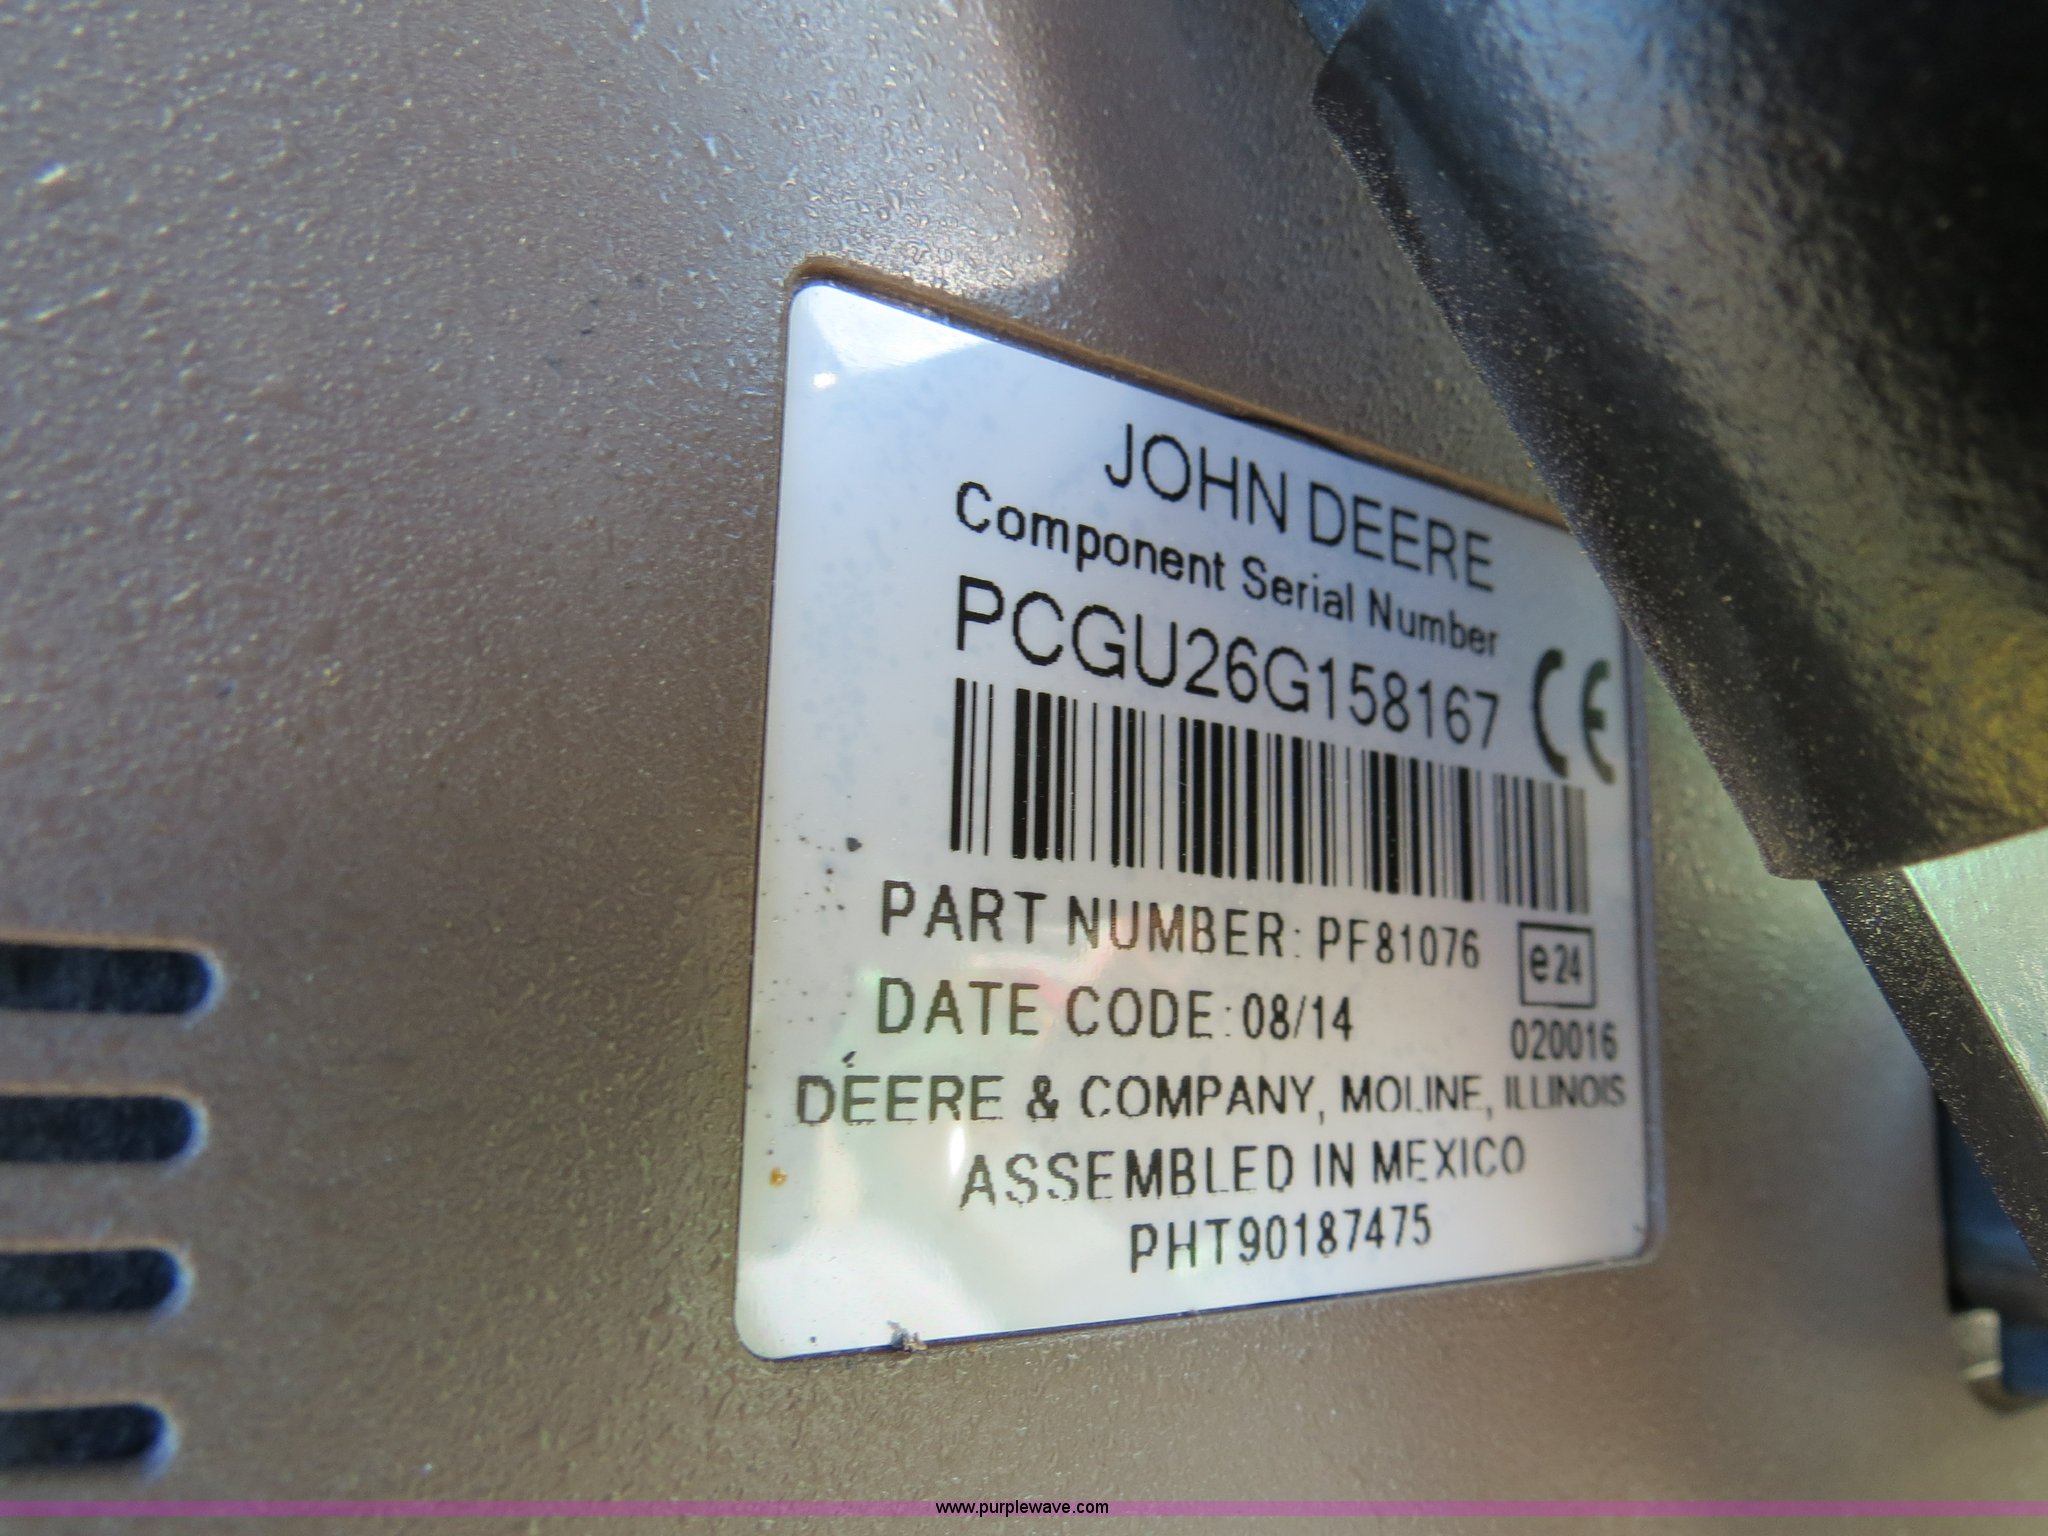 JOHN DEERE
Component Serial Number
PCGU26G158167
CE
PART NUMBER: PF81076
e24
DATE CODE: 08/14
020016
DEERE & COMPANY, MOLINE, ILLINOIS
ASSEMBLED IN MEXICO
PHT90187475
www.purplewave.com